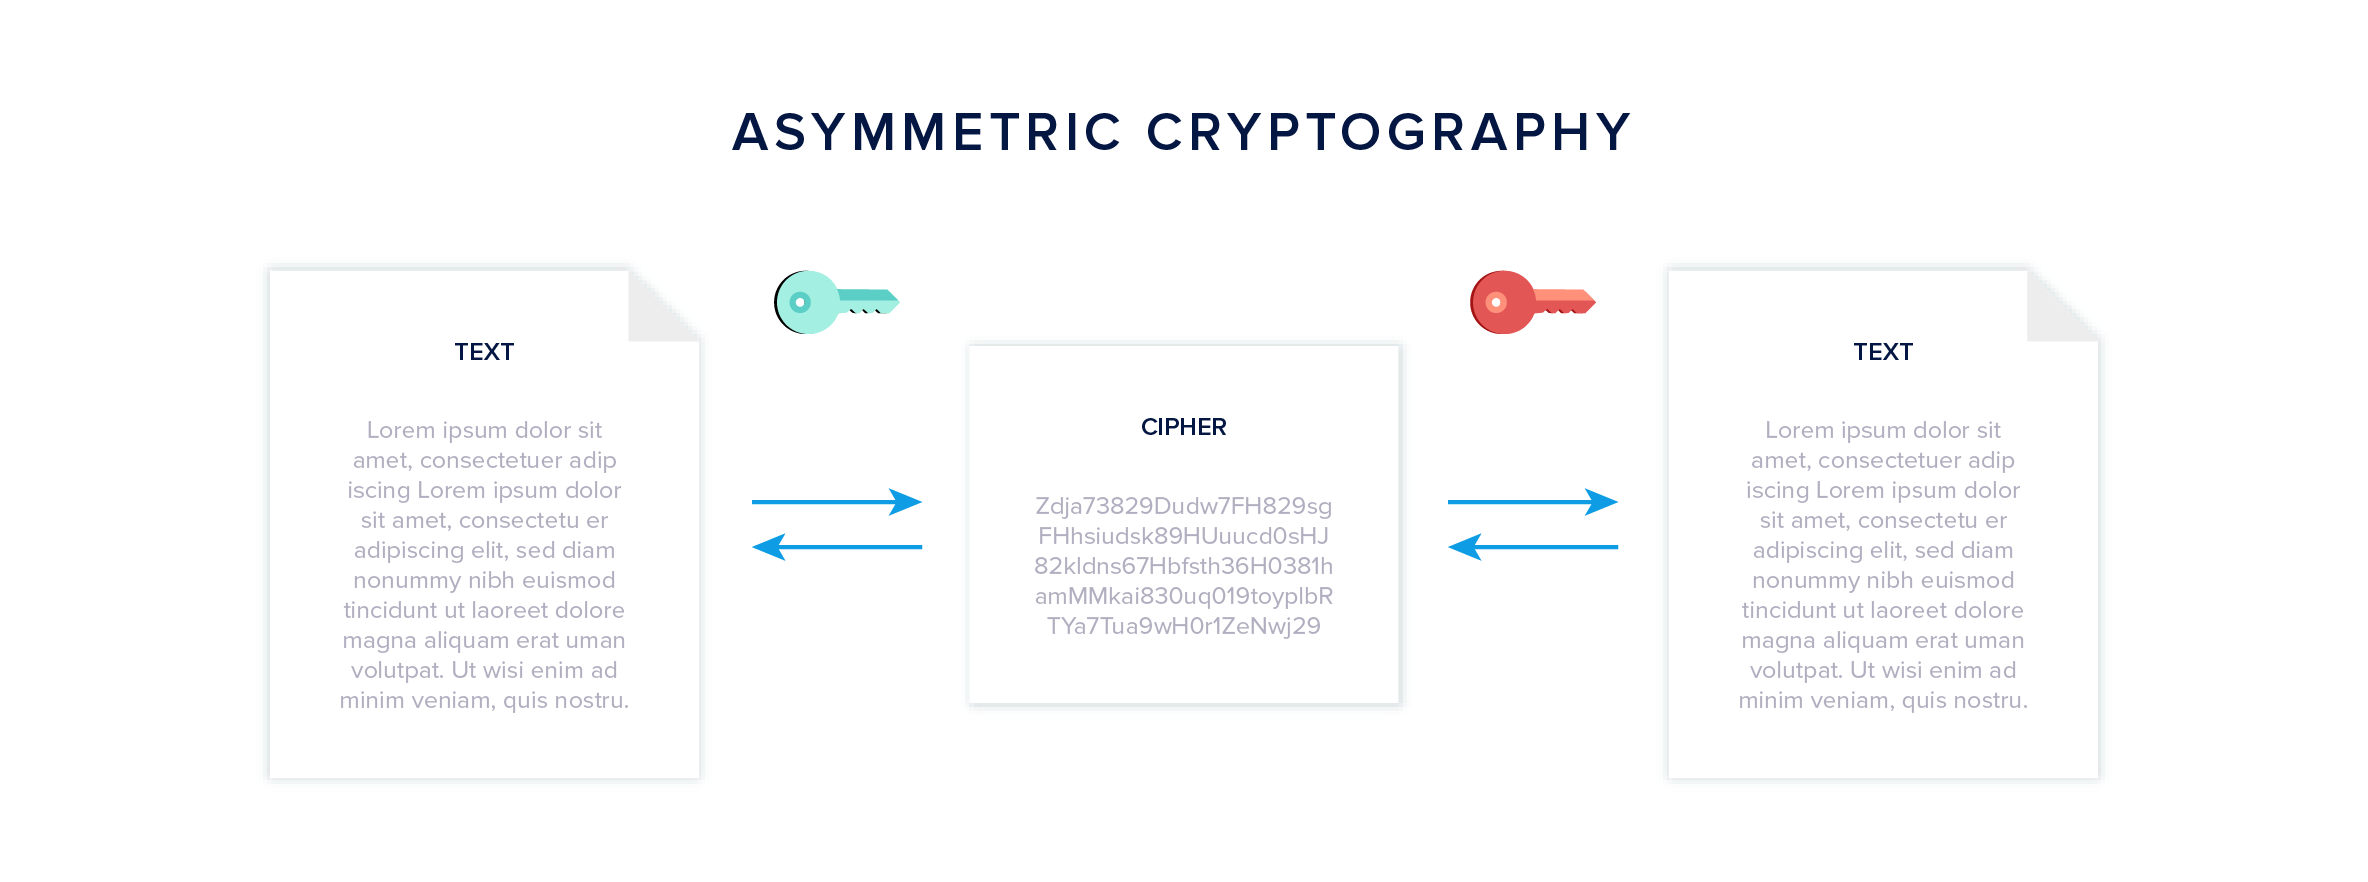 ASYMMETRIC CRYPTOGRAPHY
TEXT
Lorem ipsum dolor sit
amet, consectetuer adip
iscing Lorem ipsum dolor
sit amet, consectetu er
adipiscing elit, sed diam
nonummy nibh euismod
tincidunt ut laoreet dolore
magna aliquam erat uman
volutpat. Ut wisi enim ad
minim veniam, quis nostru.
CIPHER
Zdja73829Dudw7FH829sg
FHhsiudsk89HUuucd0sHJ
82kldns67Hbfsth36H0381h
amMMkai830uq019toyplbR
TYa7Tua9wH0r1ZeNwj29
TEXT
Lorem ipsum dolor sit
amet, consectetuer adip
iscing Lorem ipsum dolor
sit amet, consectetu er
adipiscing elit, sed diam
nonummy nibh euismod
tincidunt ut laoreet dolore
magna aliquam erat uman
volutpat. Ut wisi enim ad
minim veniam, quis nostru.